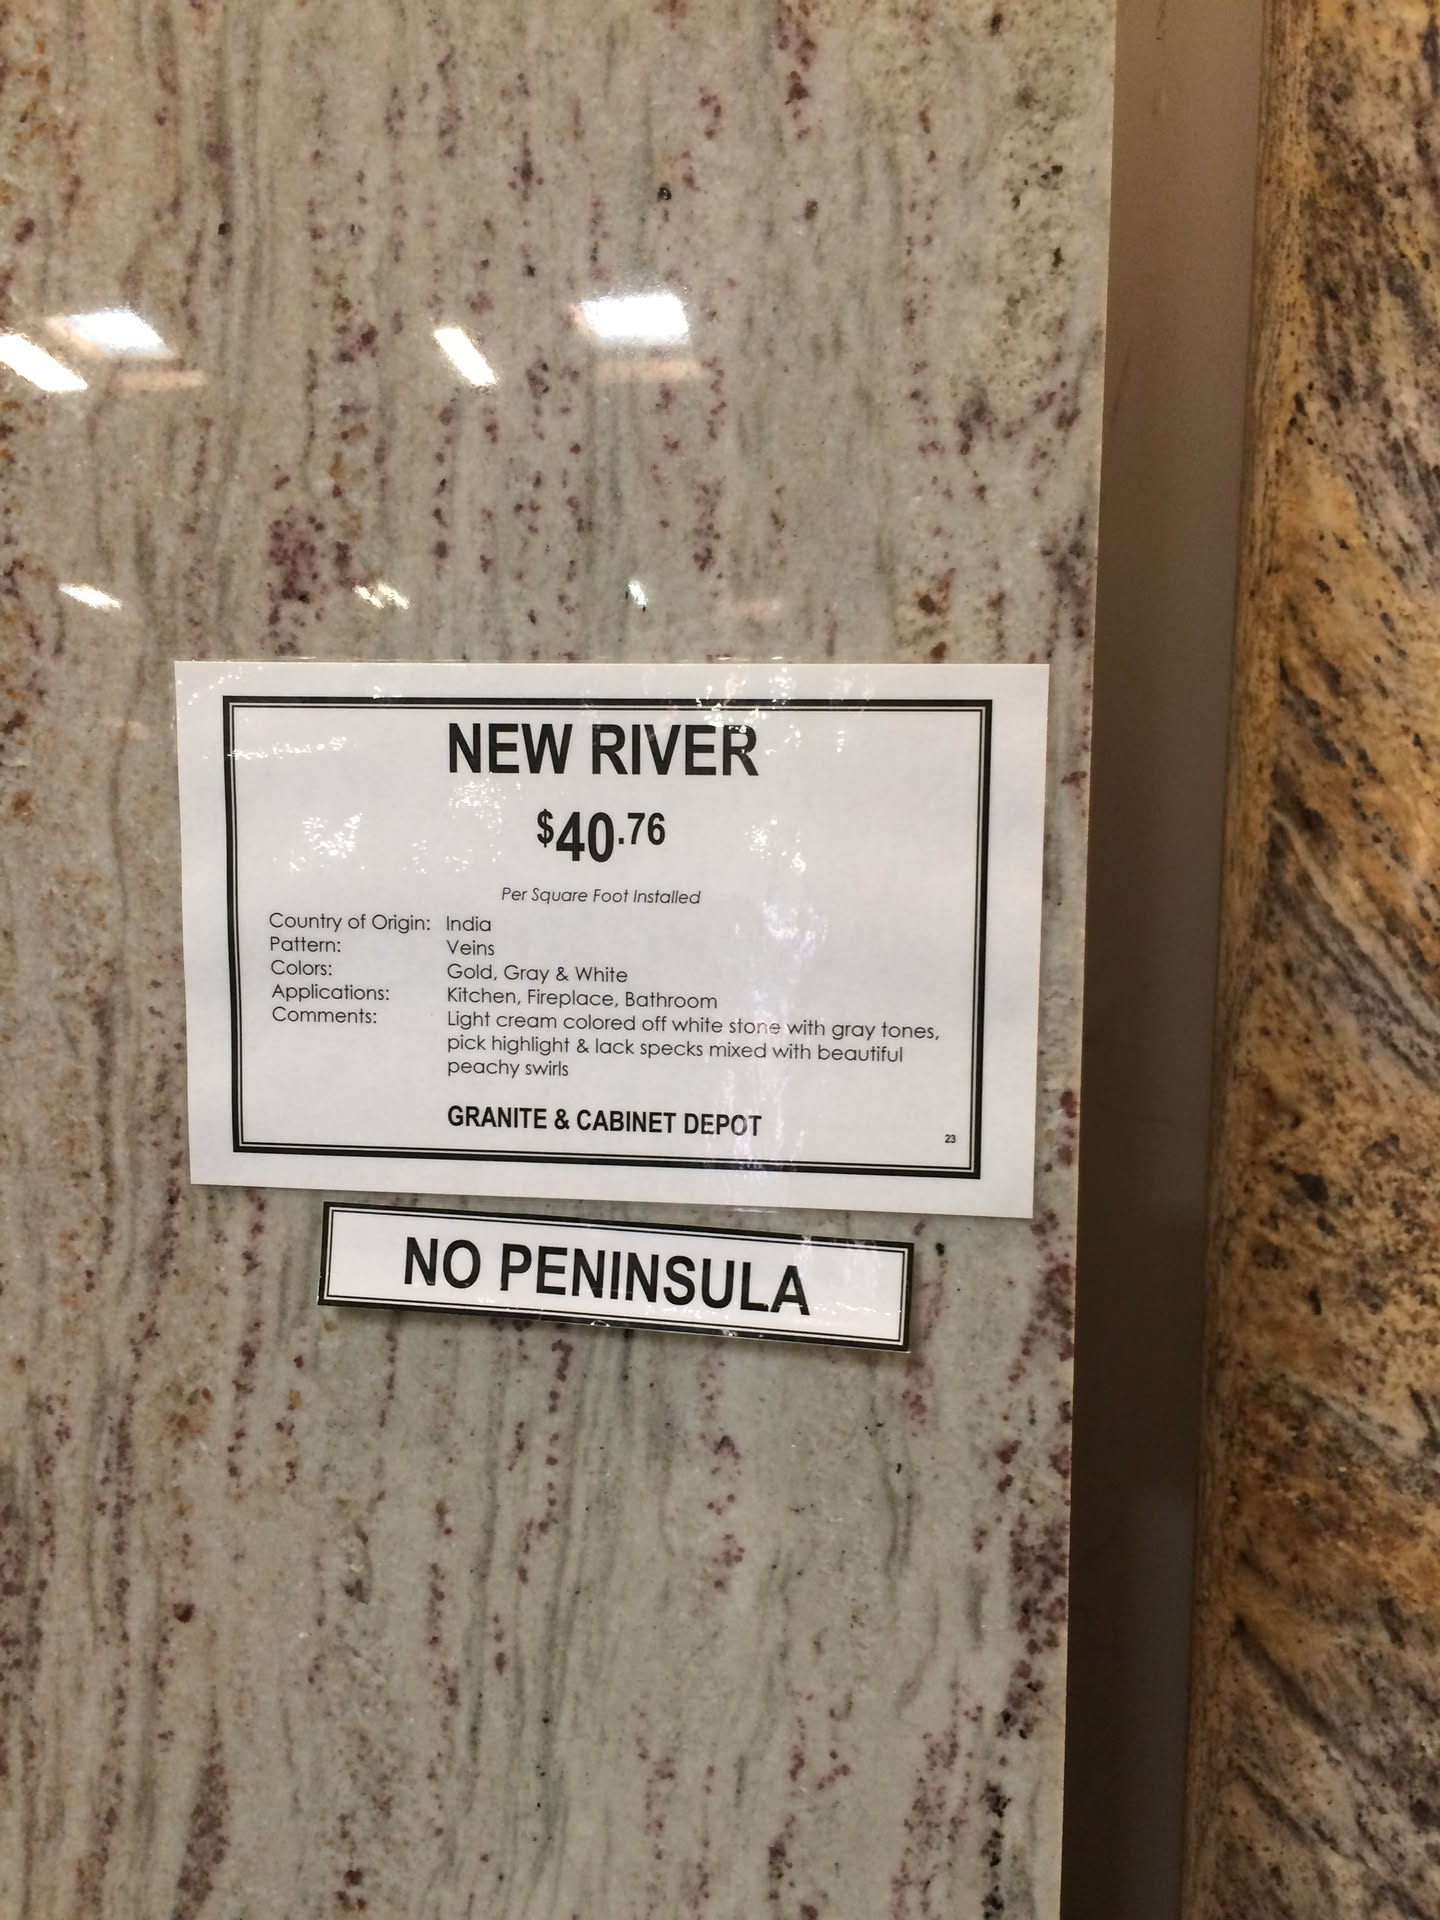 NEW RIVER
$40.76
Per Square Foot Installed
Country of Origin: India
Pattern: Veins
Colors: Gold, Gray & White
Applications: Kitchen, Fireplace, Bathroom
Comments: Light cream colored off white stone with gray tones,
pick highlight & lack specks mixed with beautiful
peachy swirls
GRANITE & CABINET DEPOT
23
NO PENINSULA